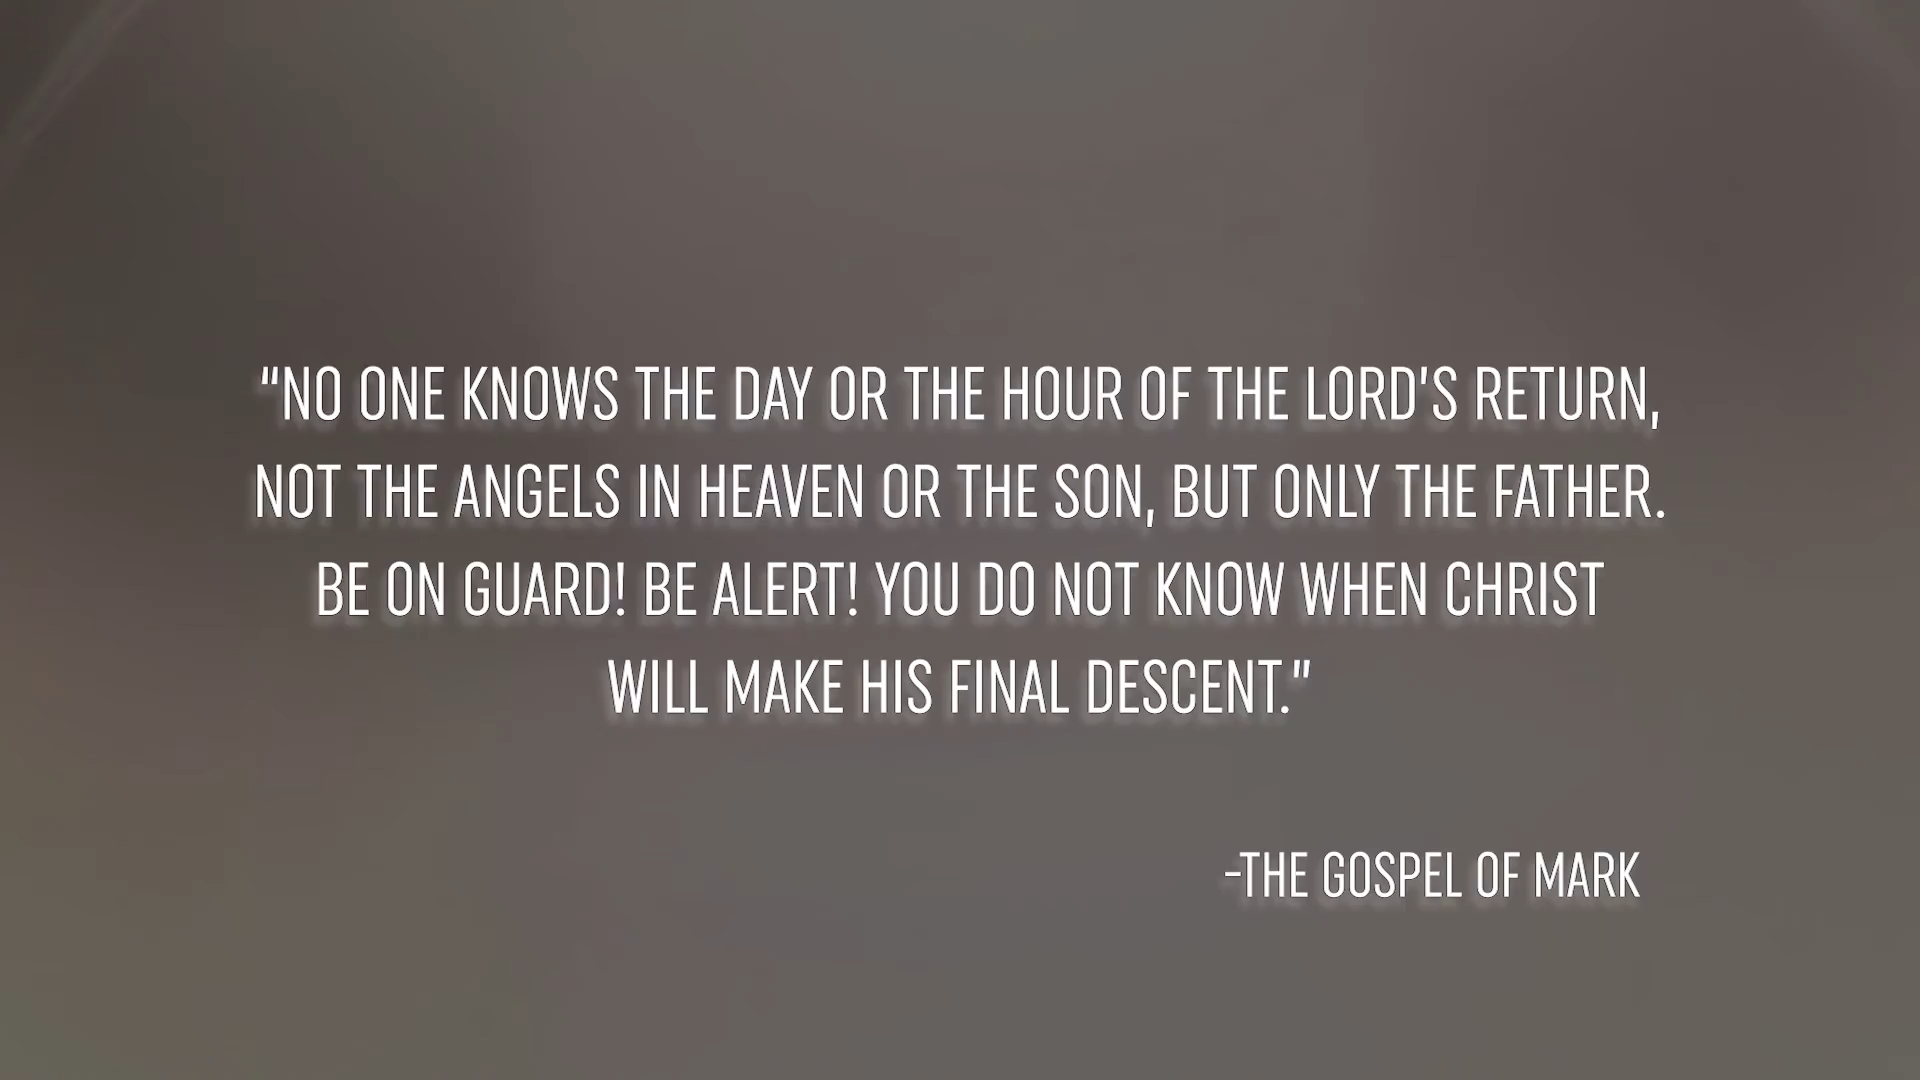 "NO ONE KNOWS THE DAY OR THE HOUR OF THE LORD'S RETURN,
NOT THE ANGELS IN HEAVEN OR THE SON, BUT ONLY THE FATHER.
BE ON GUARD! BE ALERT! YOU DO NOT KNOW WHEN CHRIST
WILL MAKE HIS FINAL DESCENT."
-THE GOSPEL OF MARK